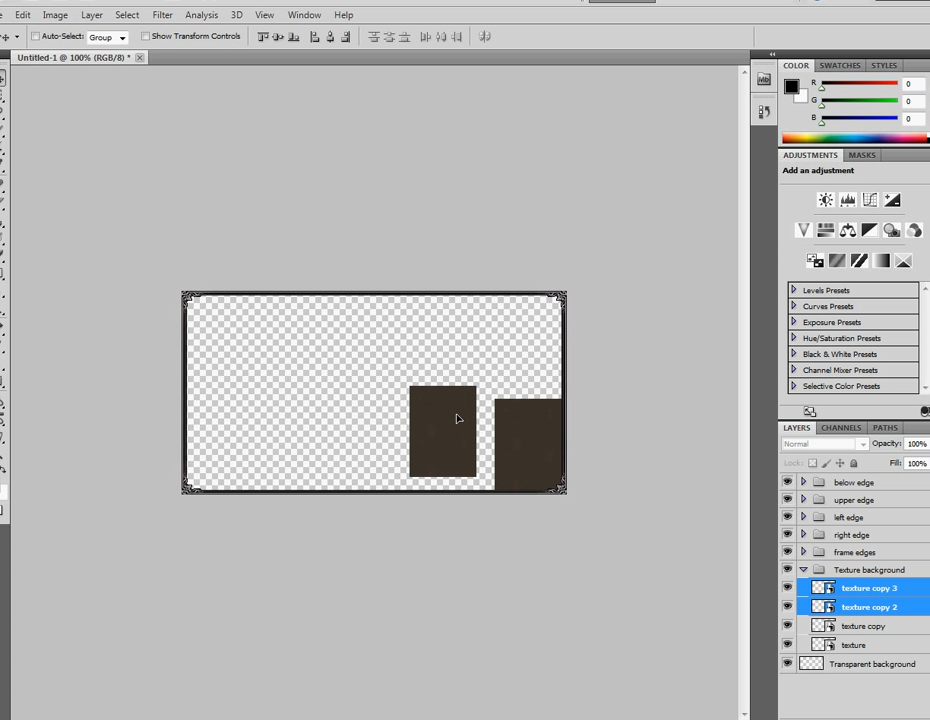 Edit Image Layer Select Filter Analysis 3D View Window Help
Auto-Select: Group Show Transform Controls
Untitled-1 @ 100% (RGB/8) *
Mb
COLOR SWATCHES STYLES
R 0
G 0
B 0
ADJUSTMENTS MASKS
Add an adjustment
Levels Presets
Curves Presets
Exposure Presets
Hue/Saturation Presets
Black & White Presets
Channel Mixer Presets
Selective Color Presets
LAYERS CHANNELS PATHS
Normal Opacity: 100%
Lock: Fill: 100%
below edge
upper edge
left edge
right edge
frame edges
Texture background
texture copy 3
texture copy 2
texture copy
texture
Transparent background